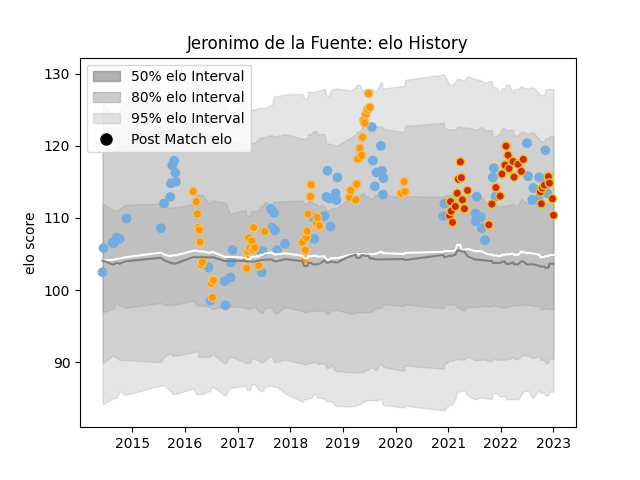 Jeronimo de la Fuente: elo History
50% elo Interval
80% elo Interval
95% elo Interval
Post Match elo
elo score
130
120
110
100
90
2015 2016 2017 2018 2019 2020 2021 2022 2023